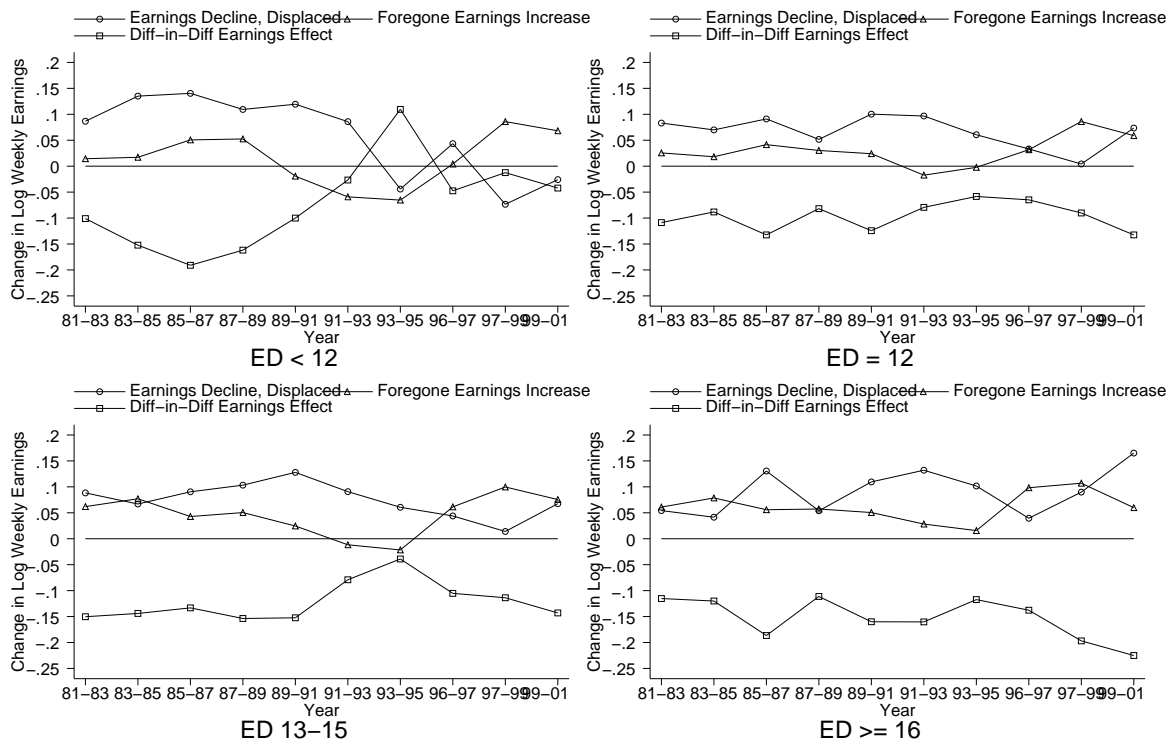 Earnings Decline, Displaced Foregone Earnings Increase
Diff−in−Diff Earnings Effect
Change in Log Weekly Earnings
.2
.15
.1
.05
0
−.05
−.1
−.15
−.2
−.25
81−83 83−85 85−87 87−89 89−91 91−93 93−95 96−97 97−99 99−01
Year
ED < 12
Earnings Decline, Displaced Foregone Earnings Increase
Diff−in−Diff Earnings Effect
Change in Log Weekly Earnings
.2
.15
.1
.05
0
−.05
−.1
−.15
−.2
−.25
81−83 83−85 85−87 87−89 89−91 91−93 93−95 96−97 97−99 99−01
Year
ED = 12
Earnings Decline, Displaced Foregone Earnings Increase
Diff−in−Diff Earnings Effect
Change in Log Weekly Earnings
.2
.15
.1
.05
0
−.05
−.1
−.15
−.2
−.25
81−83 83−85 85−87 87−89 89−91 91−93 93−95 96−97 97−99 99−01
Year
ED 13−15
Earnings Decline, Displaced Foregone Earnings Increase
Diff−in−Diff Earnings Effect
Change in Log Weekly Earnings
.2
.15
.1
.05
0
−.05
−.1
−.15
−.2
−.25
81−83 83−85 85−87 87−89 89−91 91−93 93−95 96−97 97−99 99−01
Year
ED >= 16